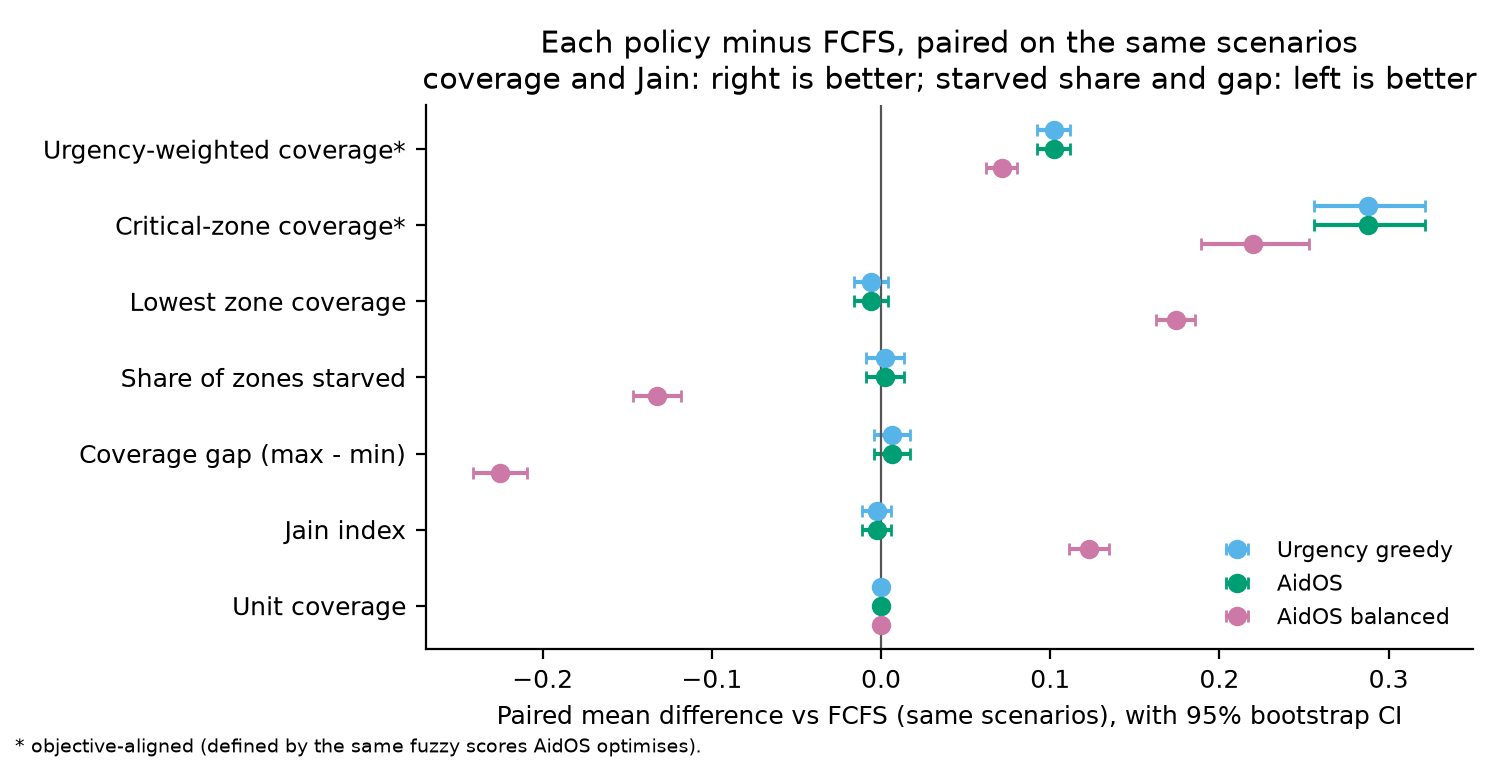 Each policy minus FCFS, paired on the same scenarios
coverage and Jain: right is better; starved share and gap: left is better
Urgency-weighted coverage*
Critical-zone coverage*
Lowest zone coverage
Share of zones starved
Coverage gap (max - min)
Jain index
Unit coverage
Urgency greedy
AidOS
AidOS balanced
−0.2
−0.1
0.0
0.1
0.2
0.3
Paired mean difference vs FCFS (same scenarios), with 95% bootstrap CI
* objective-aligned (defined by the same fuzzy scores AidOS optimises).